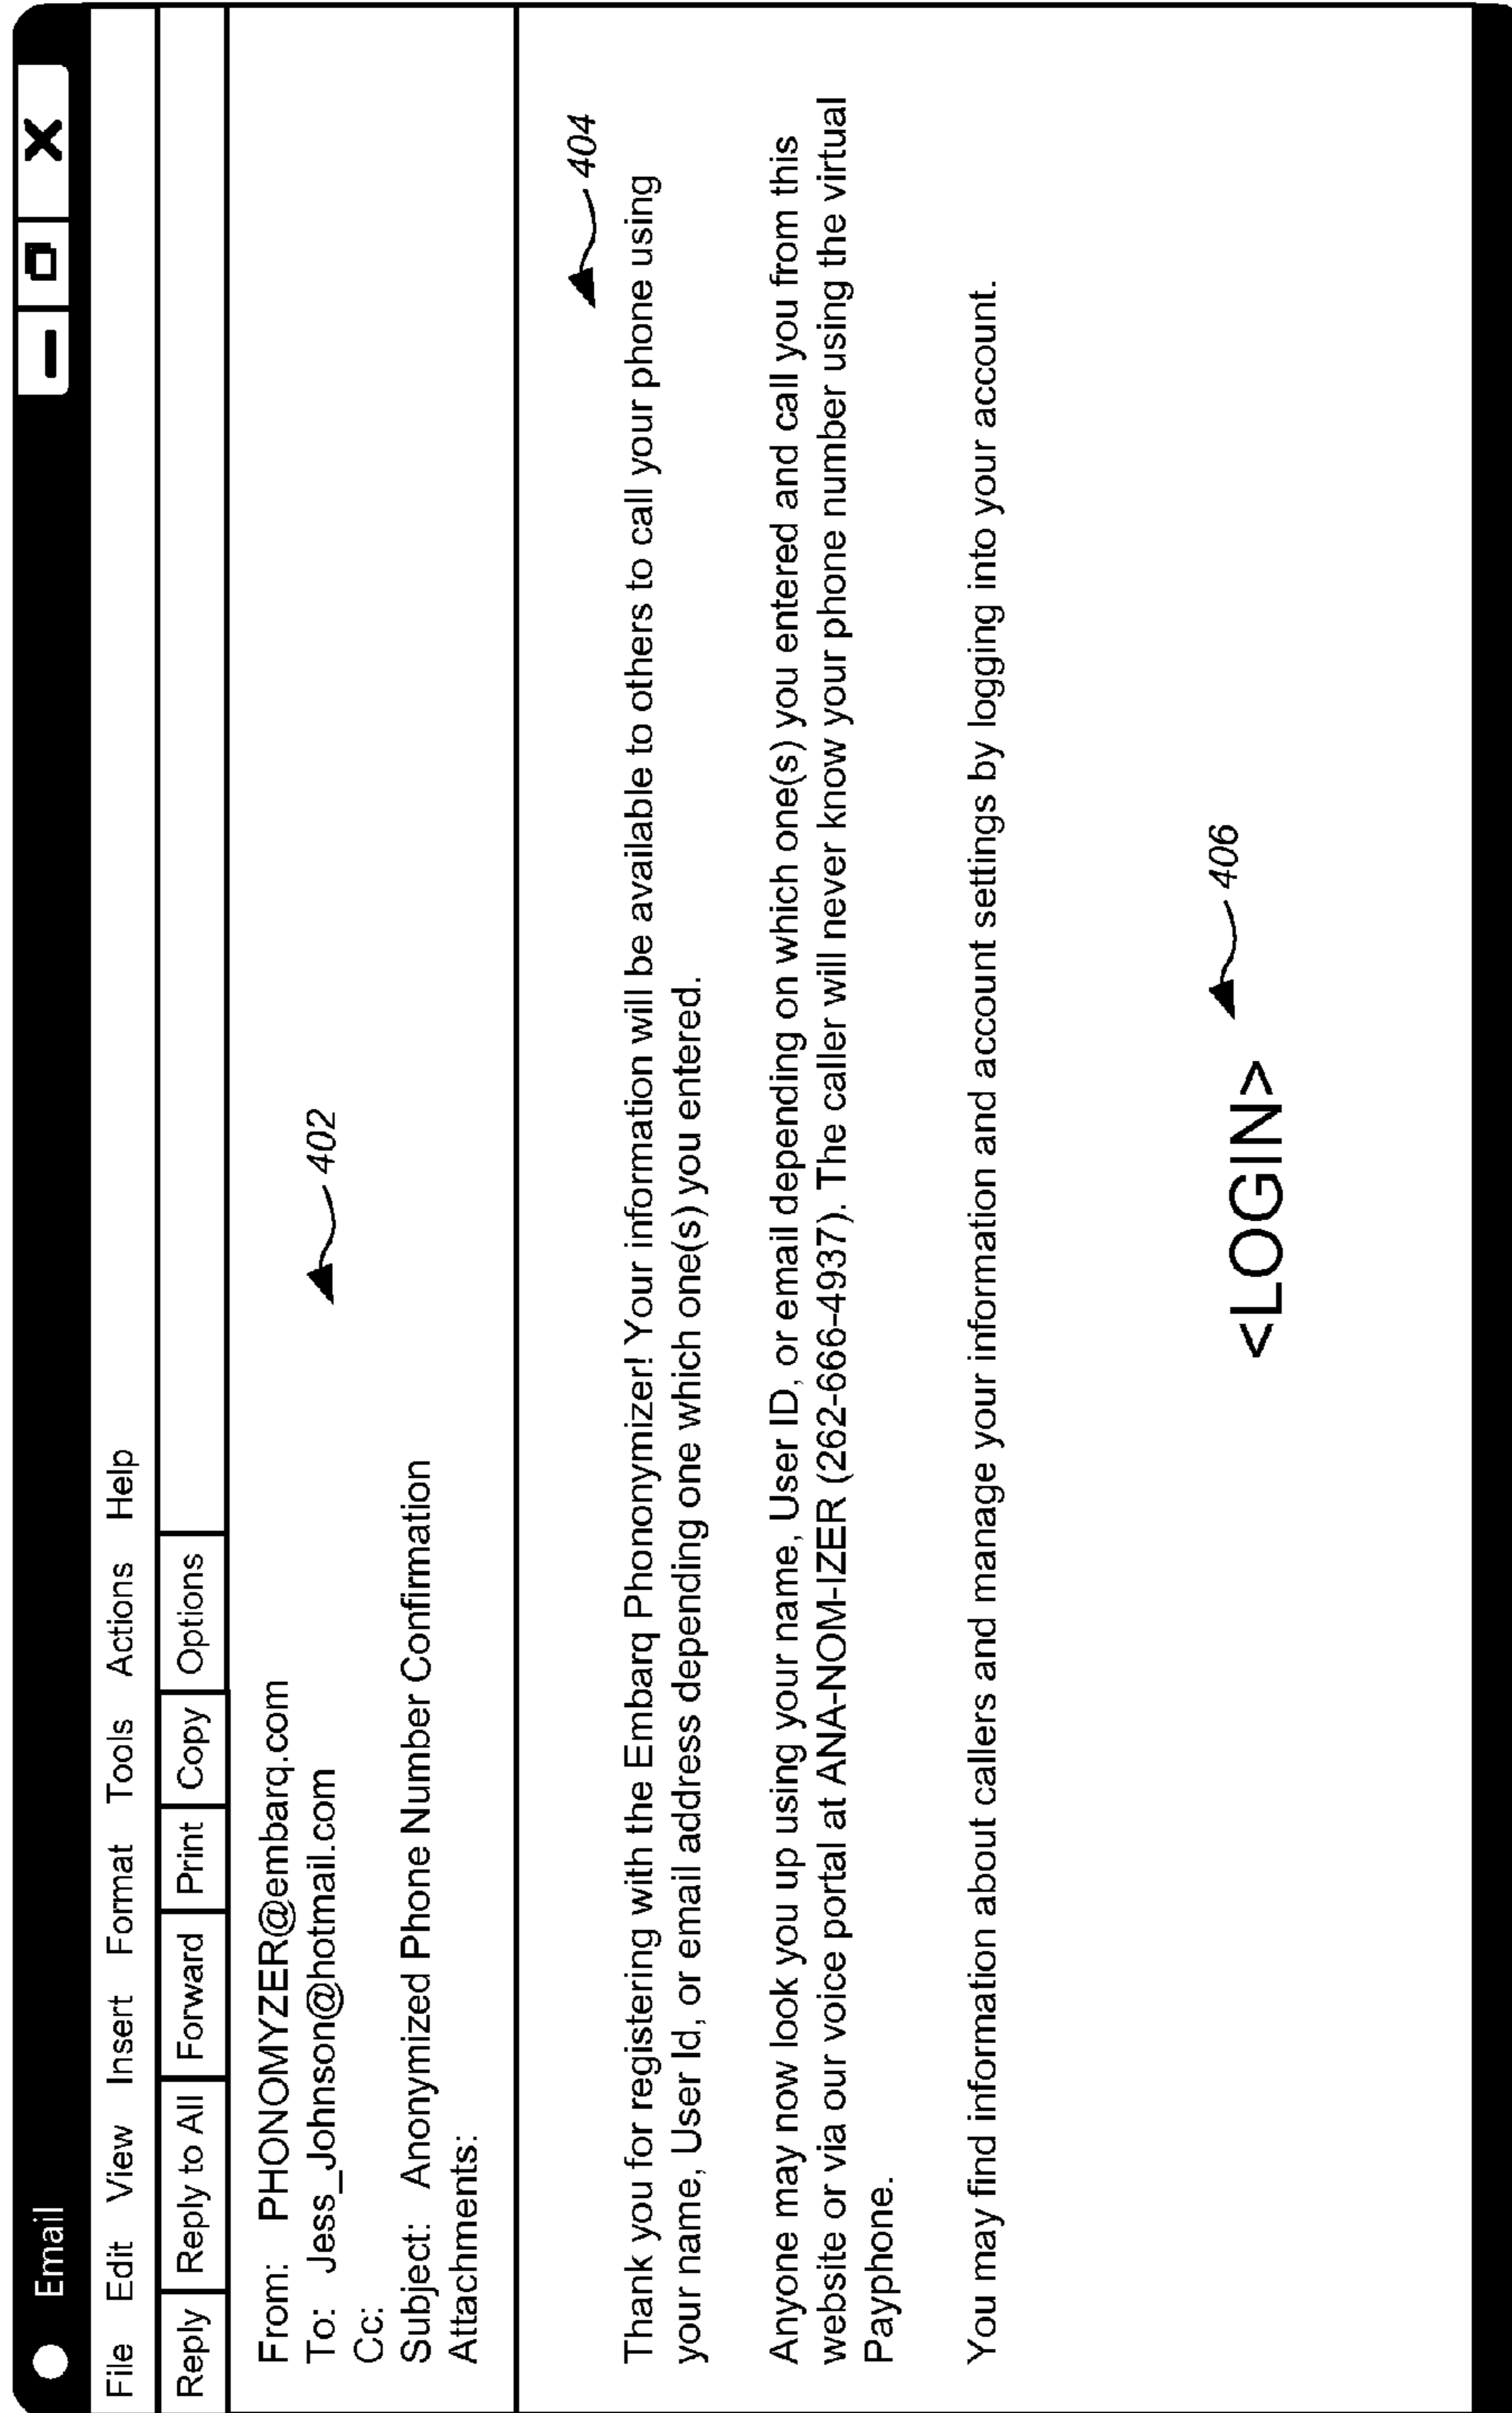 Email
File Edit View Insert Format Tools Actions Help
Reply Reply to All Forward Print Copy Options
From: PHONOMYZER@embarq.com
To: Jess_Johnson@hotmail.com
402
Cc:
Subject: Anonymized Phone Number Confirmation
Attachments:
404
Thank you for registering with the Embarq Phononymizer! Your information will be available to others to call your phone using
your name, User Id, or email address depending one which one(s) you entered.
Anyone may now look you up using your name, User ID, or email depending on which one(s) you entered and call you from this
website or via our voice portal at ANA-NOM-IZER (262-666-4937). The caller will never know your phone number using the virtual
Payphone.
You may find information about callers and manage your information and account settings by logging into your account.
406
<LOGIN>